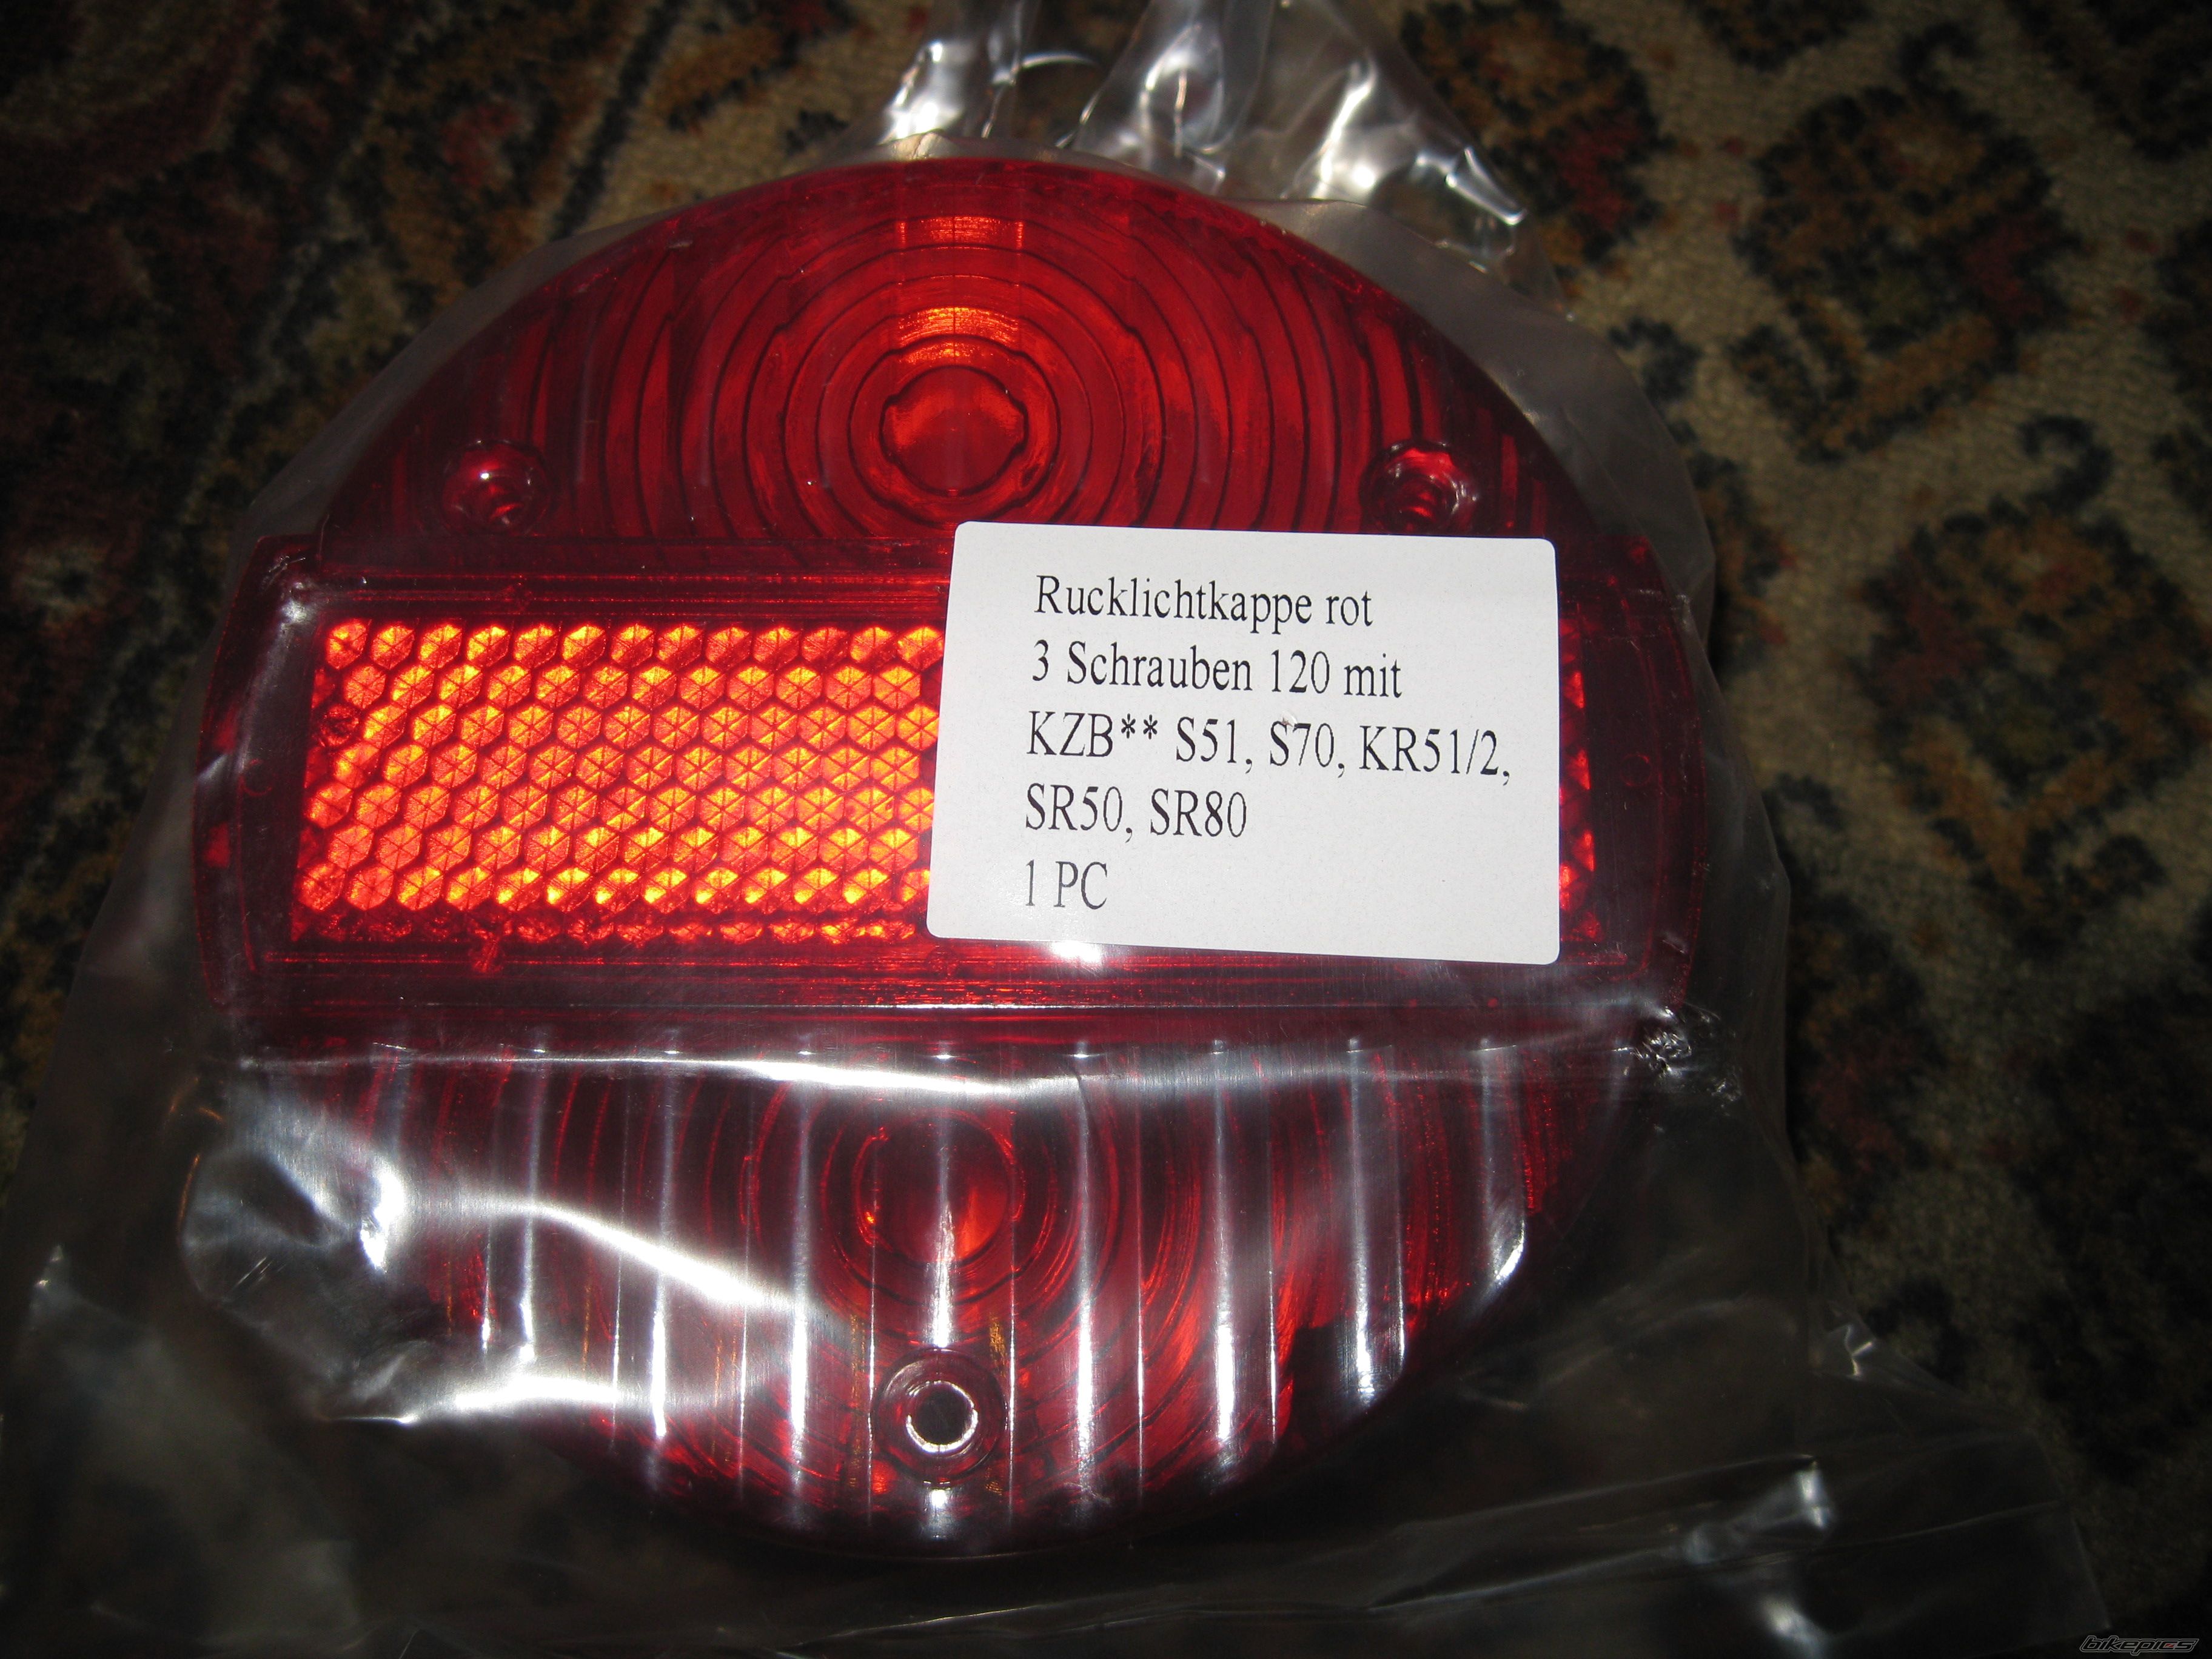 Rucklichtkappe rot
3 Schrauben 120 mit
KZB** S51, S70, KR51/2,
SR50, SR80
1 PC
bikepics